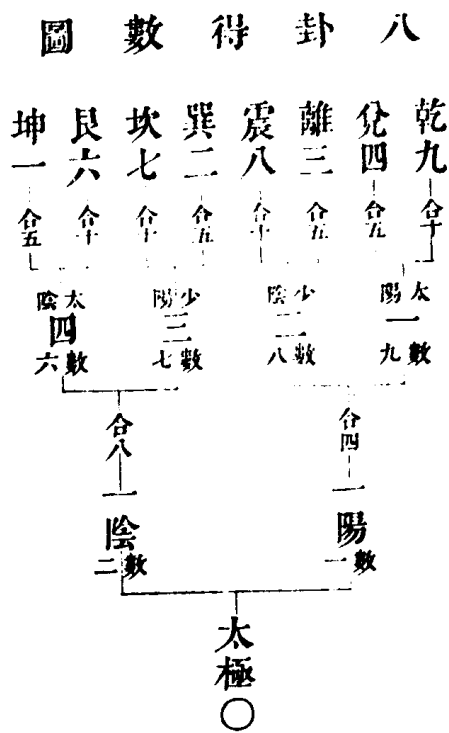 八卦得數圖
乾九 兌四 離三 震八 巽二 坎七 艮六 坤一
合十 合五 合五 合十 合五 合十 合十 合五
太陽一數九 少陰二數八 少陽三數七 太陰四數六
合四 合八
一陽數一 一陰數二
太極